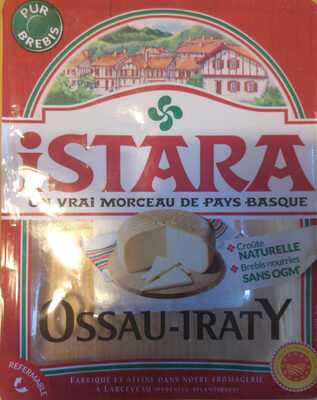 PUR
BREBIS
iSTARA
UN VRAI MORCEAU DE PAYS BASQUE
Croûte
NATURELLE
Brebis nourries
SANS OGM*
OSSAU-IRATY
REFERMABLE
FABRIQUÉ ET AFFINÉ DANS NOTRE FROMAGERIE
À LARCEVEAU (PYRÉNÉES-ATLANTIQUES)